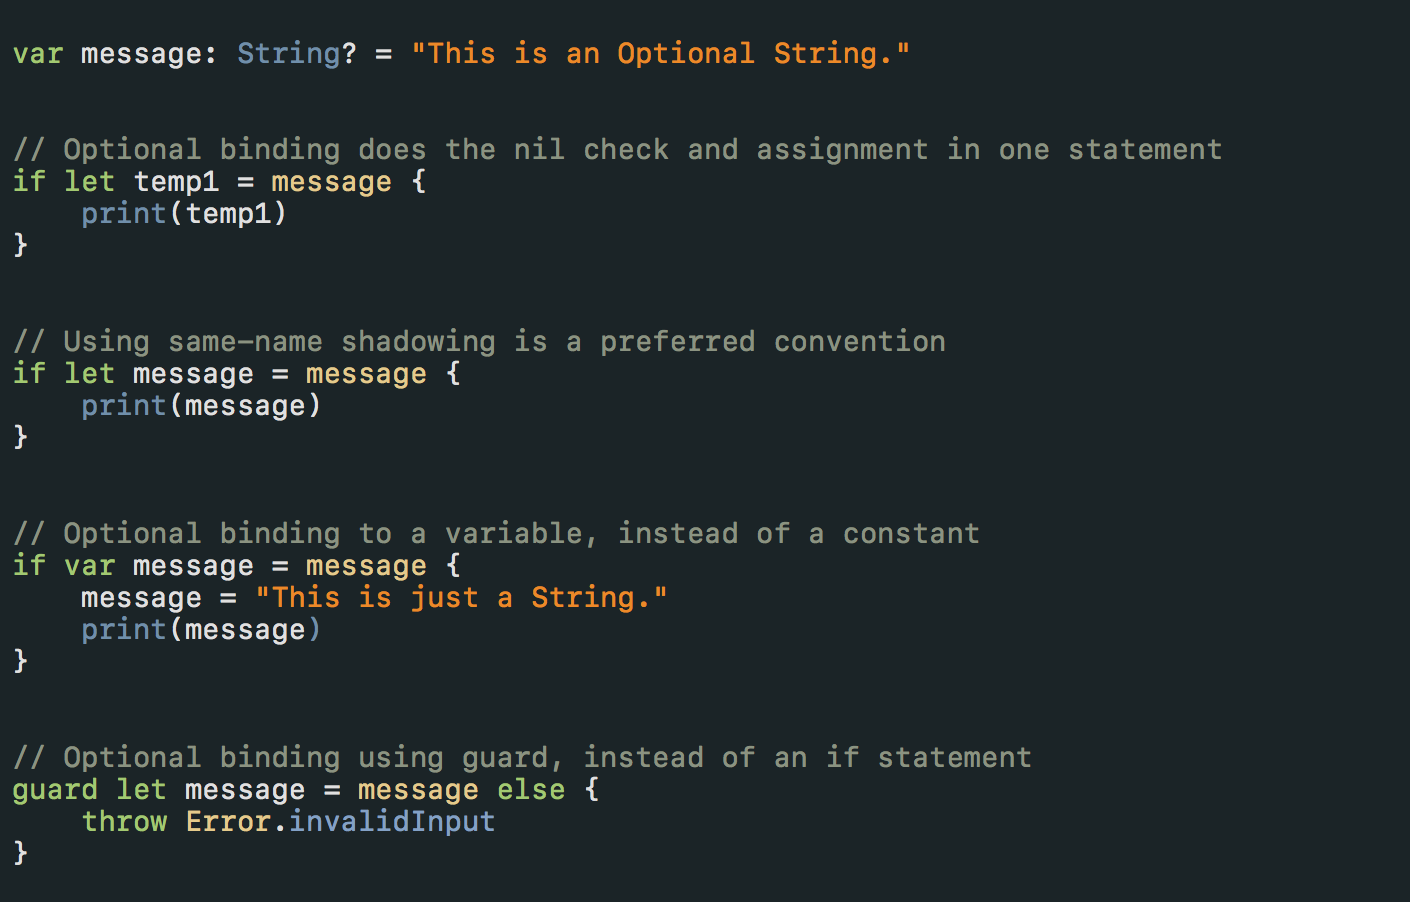 var message: String? = "This is an Optional String."
// Optional binding does the nil check and assignment in one statement
if let temp1 = message {
    print(temp1)
}
// Using same-name shadowing is a preferred convention
if let message = message {
    print(message)
}
// Optional binding to a variable, instead of a constant
if var message = message {
    message = "This is just a String."
    print(message)
}
// Optional binding using guard, instead of an if statement
guard let message = message else {
    throw Error.invalidInput
}